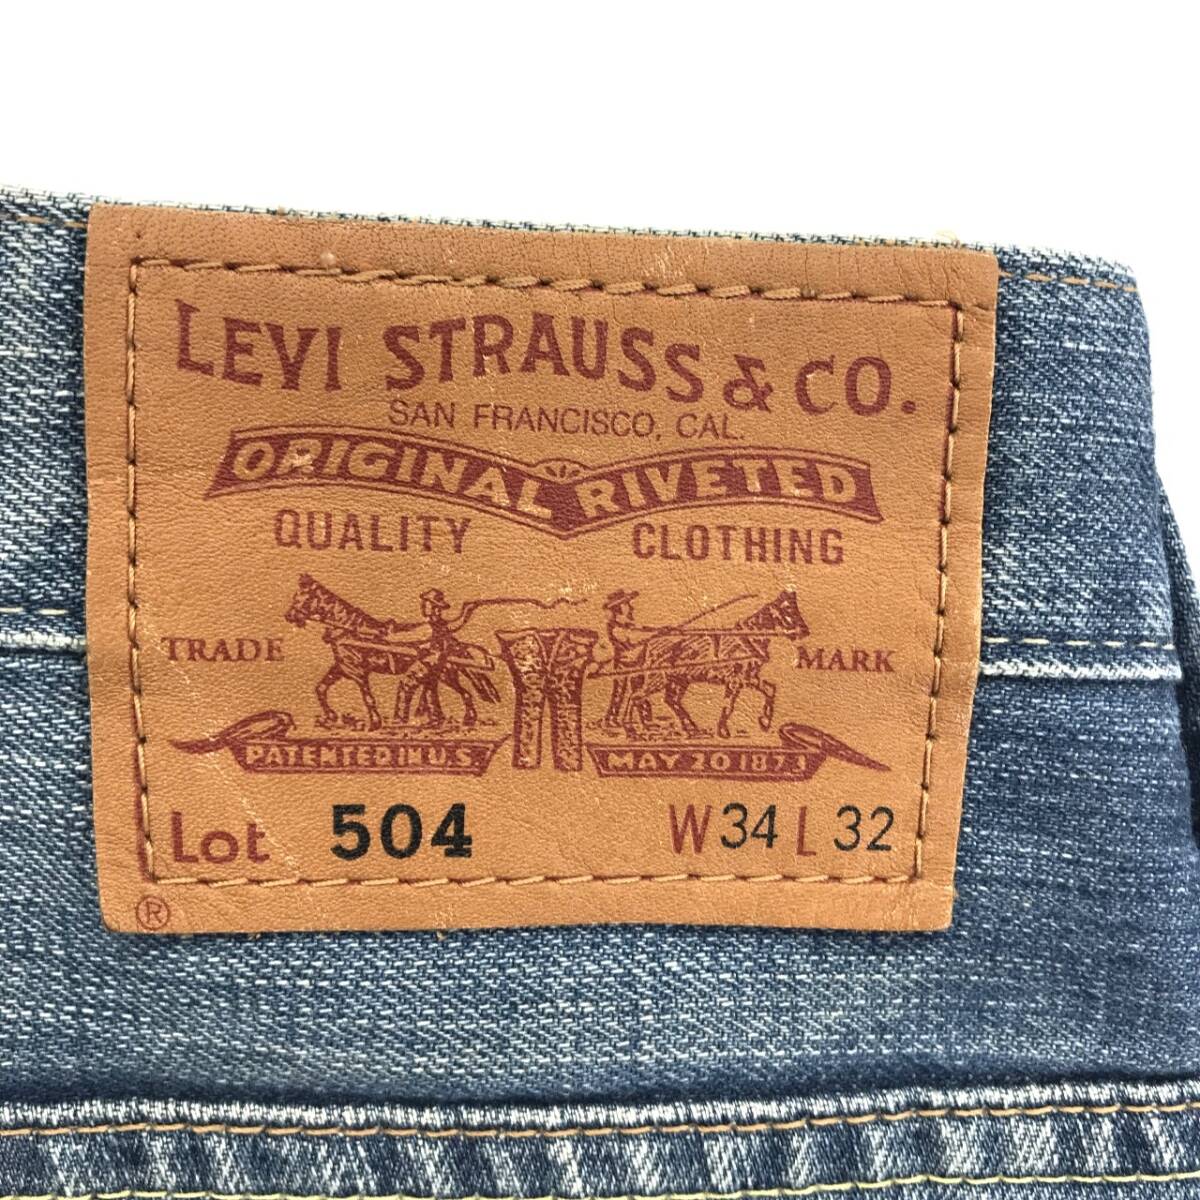 LEVI STRAUSS & CO.
SAN FRANCISCO, CAL.
ORIGINAL RIVETED
QUALITY CLOTHING
TRADE MARK
PATENTED IN U.S. MAY 20 1873
Lot 504 W34 L 32
®